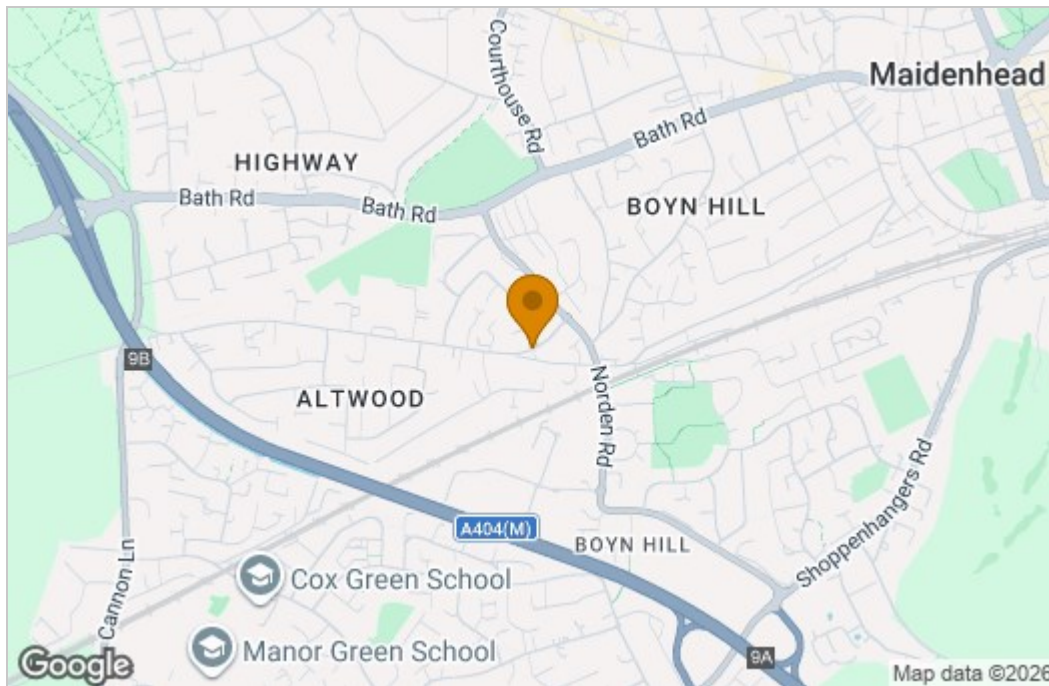 Maidenhead
Courthouse Rd
Bath Rd
HIGHWAY
Bath Rd
Bath Rd
BOYN HILL
9B
ALTWOOD
Norden Rd
Shoppenhangers Rd
A404(M)
BOYN HILL
Cannon Ln
Cox Green School
Manor Green School
9A
Google
Map data ©2026